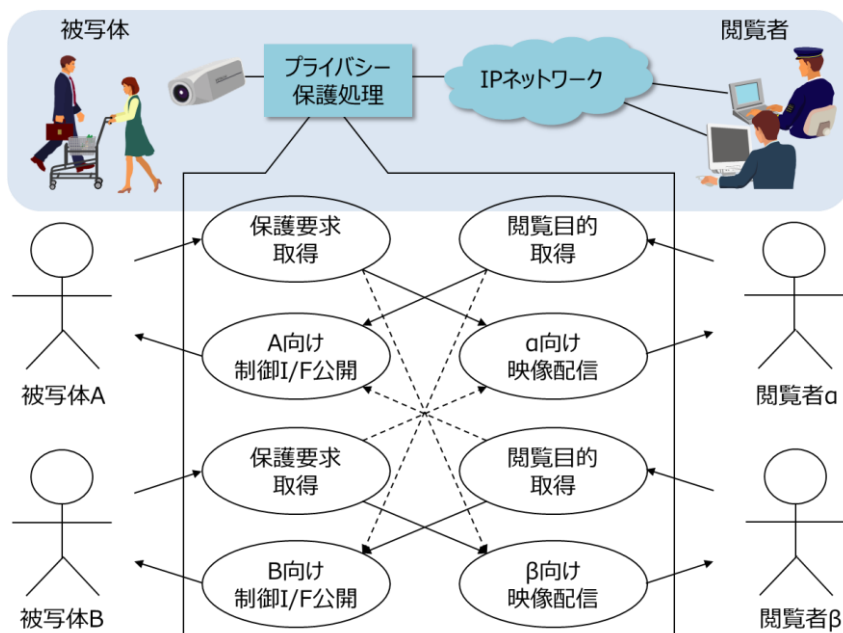 被写体
閲覧者
プライバシー
保護処理
IPネットワーク
保護要求
取得
閲覧目的
取得
A向け
制御I/F公開
α向け
映像配信
被写体A
閲覧者α
保護要求
取得
閲覧目的
取得
B向け
制御I/F公開
β向け
映像配信
被写体B
閲覧者β